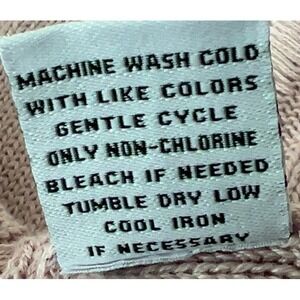 MACHINE WASH COLD
WITH LIKE COLORS
GENTLE CYCLE
ONLY NON-CHLORINE
BLEACH IF NEEDED
TUMBLE DRY LOW
COOL IRON
IF NECESSARY